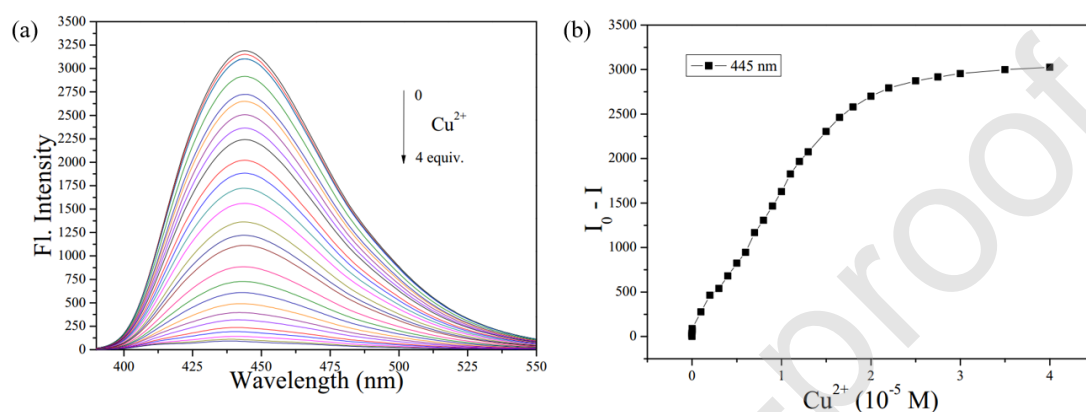 (a)
3500
3250
3000
2750
2500
2250
2000
1750
1500
1250
1000
750
500
250
0
Fl. Intensity
0
Cu²⁺
4 equiv.
400 425 450 475 500 525 550
Wavelength (nm)
(b)
3500
3000
2500
2000
1500
1000
500
0
I₀ - I
445 nm
0 1 2 3 4
Cu²⁺ (10⁻⁵ M)
proof